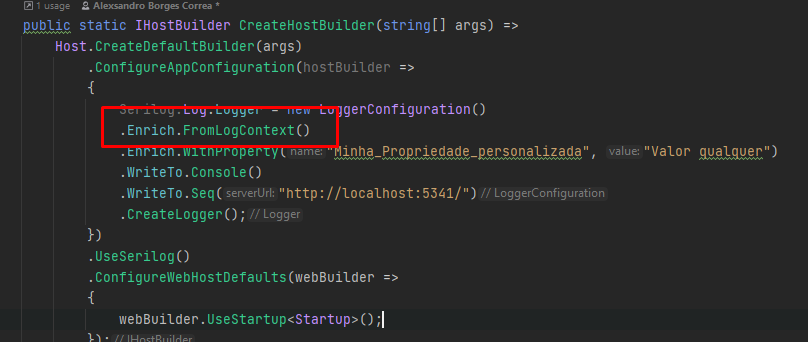 1 usage Alexsandro Borges Correa *
public static IHostBuilder CreateHostBuilder(string[] args) =>
Host.CreateDefaultBuilder(args)
.ConfigureAppConfiguration(hostBuilder =>
{
Serilog.Log.Logger = new LoggerConfiguration()
.Enrich.FromLogContext()
.Enrich.WithProperty(name:"Minha_Propriedade_personalizada", value:"Valor qualquer")
.WriteTo.Console()
.WriteTo.Seq(serverUrl:"http://localhost:5341/") // LoggerConfiguration
.CreateLogger(); // Logger
})
.UseSerilog()
.ConfigureWebHostDefaults(webBuilder =>
{
webBuilder.UseStartup<Startup>();
}); // IHostBuilder